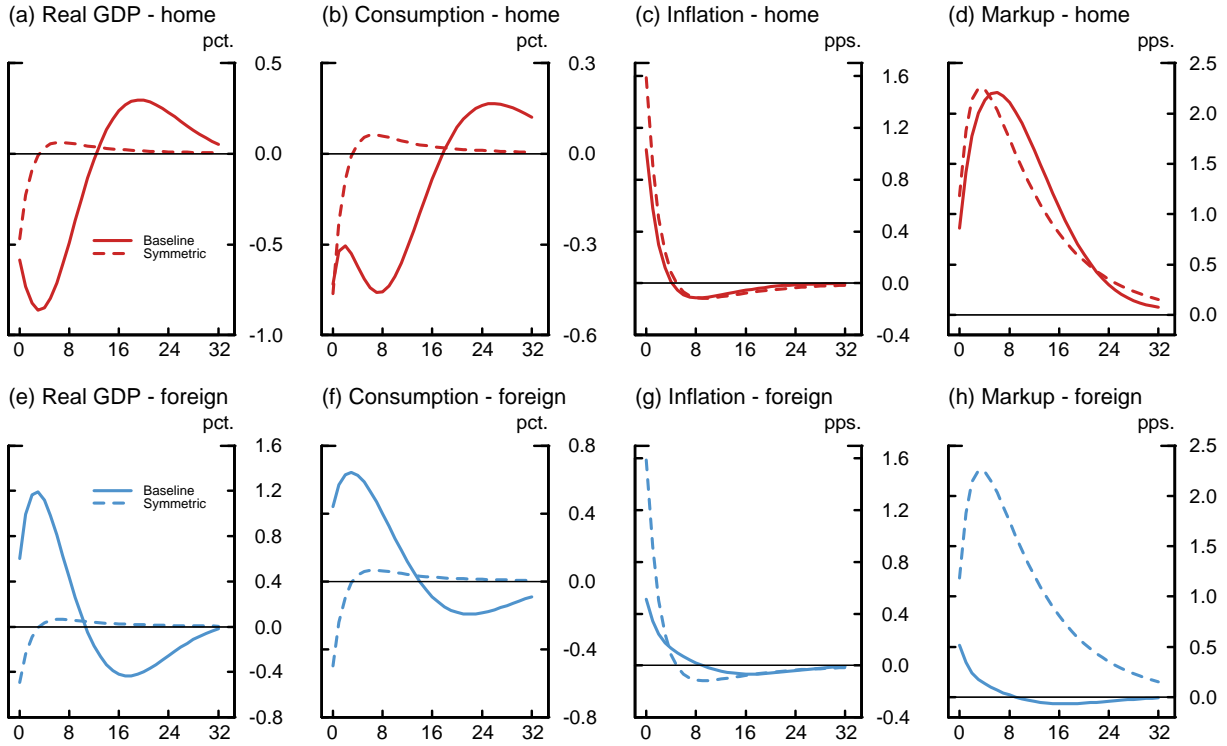 (a) Real GDP - home
(b) Consumption - home
(c) Inflation - home
(d) Markup - home
pct.
pct.
pps.
pps.
0.5
0.0
-0.5
-1.0
Baseline
Symmetric
0 8 16 24 32
0.3
0.0
-0.3
-0.6
0 8 16 24 32
1.6
1.2
0.8
0.4
0.0
-0.4
0 8 16 24 32
2.5
2.0
1.5
1.0
0.5
0.0
0 8 16 24 32
(e) Real GDP - foreign
(f) Consumption - foreign
(g) Inflation - foreign
(h) Markup - foreign
pct.
pct.
pps.
pps.
1.6
1.2
0.8
0.4
0.0
-0.4
-0.8
Baseline
Symmetric
0 8 16 24 32
0.8
0.4
0.0
-0.4
-0.8
0 8 16 24 32
1.6
1.2
0.8
0.4
0.0
-0.4
0 8 16 24 32
2.5
2.0
1.5
1.0
0.5
0.0
0 8 16 24 32